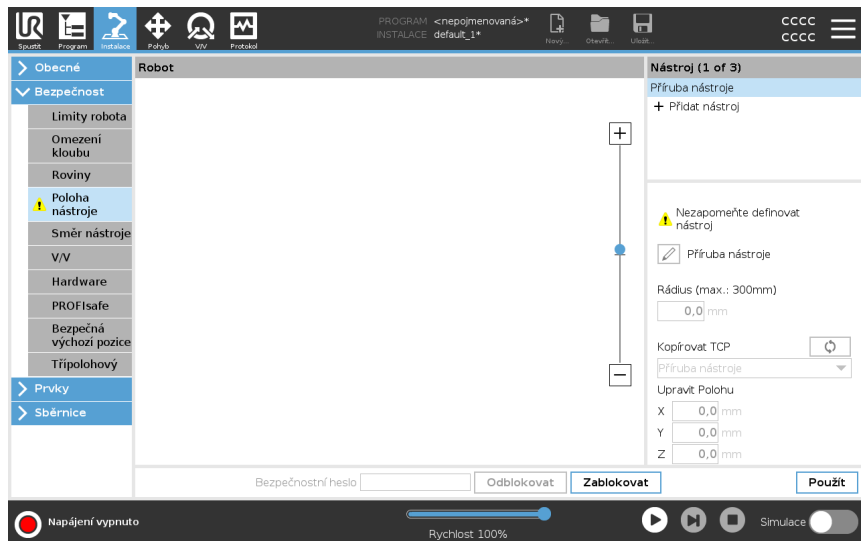 PROGRAM <nepojmenovaná>*
INSTALACE default_1*
CCCC
CCCC
Spustit Program Instalace Pohyb V/V Protokol Nový... Otevřít... Uložit...
Obecné
Bezpečnost
Limity robota
Omezení
kloubu
Roviny
Poloha
nástroje
Směr nástroje
V/V
Hardware
PROFIsafe
Bezpečná
výchozí pozice
Třípolohový
Prvky
Sběrnice
Robot
Nástroj (1 of 3)
Příruba nástroje
+ Přidat nástroj
Nezapomeňte definovat
nástroj
Příruba nástroje
Rádius (max.: 300mm)
0,0 mm
Kopírovat TCP
Příruba nástroje
Upravit Polohu
X 0,0 mm
Y 0,0 mm
Z 0,0 mm
Bezpečnostní heslo Odblokovat Zablokovat Použít
Napájení vypnuto
Rychlost 100%
Simulace